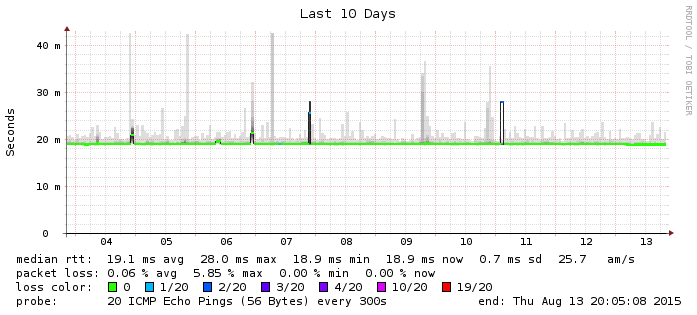 Last 10 Days
RRDTOOL / TOBI OETIKER
Seconds
40 m
30 m
20 m
10 m
0
04 05 06 07 08 09 10 11 12 13
median rtt: 19.1 ms avg 28.0 ms max 18.9 ms min 18.9 ms now 0.7 ms sd 25.7 am/s
packet loss: 0.06 % avg 5.85 % max 0.00 % min 0.00 % now
loss color: 0 1/20 2/20 3/20 4/20 10/20 19/20
probe: 20 ICMP Echo Pings (56 Bytes) every 300s end: Thu Aug 13 20:05:08 2015